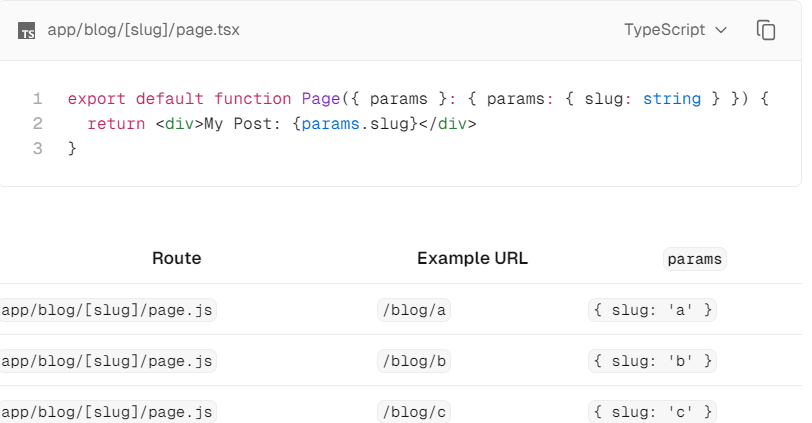 TS app/blog/[slug]/page.tsx TypeScript
1 export default function Page({ params }: { params: { slug: string } }) {
2   return <div>My Post: {params.slug}</div>
3 }
Route Example URL params
app/blog/[slug]/page.js /blog/a { slug: 'a' }
app/blog/[slug]/page.js /blog/b { slug: 'b' }
app/blog/[slug]/page.js /blog/c { slug: 'c' }